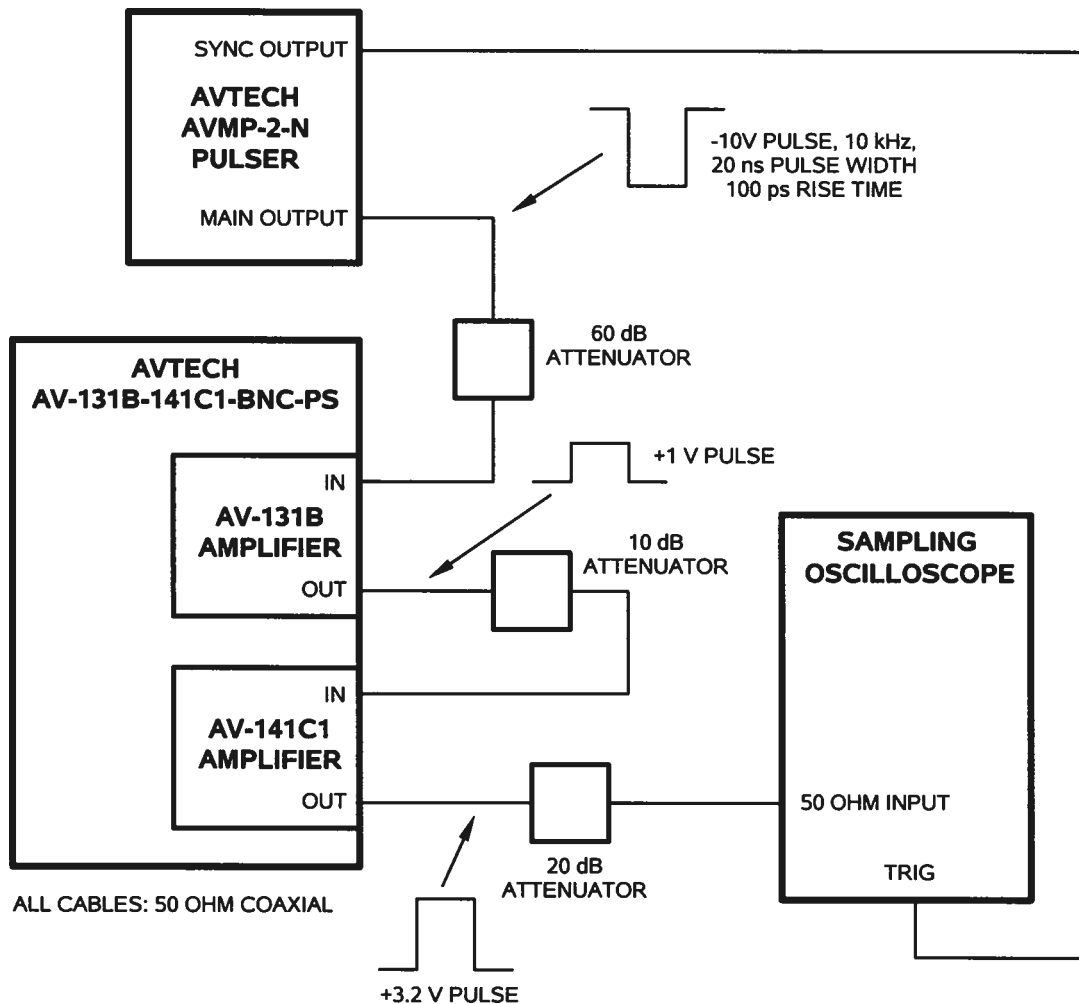 SYNC OUTPUT
AVTECH
AVMP-2-N
PULSER
MAIN OUTPUT
-10V PULSE, 10 kHz,
20 ns PULSE WIDTH
100 ps RISE TIME
60 dB
ATTENUATOR
AVTECH
AV-131B-141C1-BNC-PS
IN
AV-131B
AMPLIFIER
OUT
+1 V PULSE
10 dB
ATTENUATOR
IN
AV-141C1
AMPLIFIER
OUT
20 dB
ATTENUATOR
SAMPLING
OSCILLOSCOPE
50 OHM INPUT
TRIG
ALL CABLES: 50 OHM COAXIAL
+3.2 V PULSE